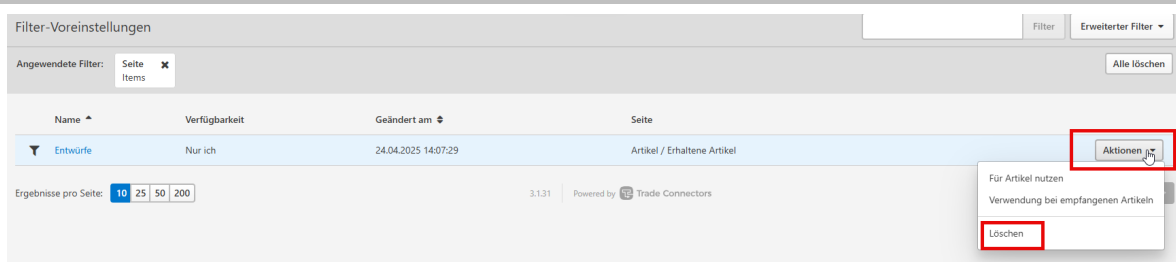 Filter-Voreinstellungen
Filter
Erweiterter Filter
Angewendete Filter:
Seite
Items
Alle löschen
Name
Verfügbarkeit
Geändert am
Seite
Entwürfe
Nur ich
24.04.2025 14:07:29
Artikel / Erhaltene Artikel
Aktionen
Für Artikel nutzen
Verwendung bei empfangenen Artikeln
Löschen
Ergebnisse pro Seite:
10 25 50 200
3.1.31
Powered by Trade Connectors